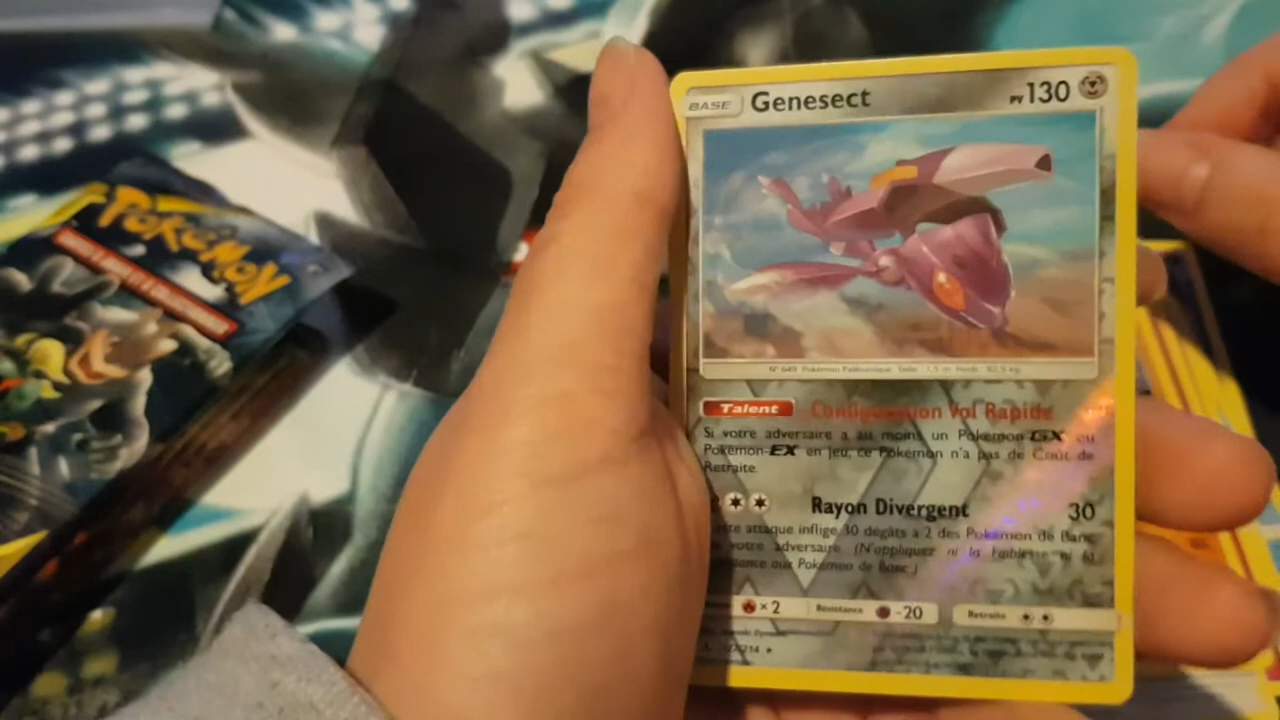 POKÉMON
BASE Genesect PV130
N° 649 Pokémon Paléozoïque Taille : 1,5 m Poids : 82,5 kg
Talent Configuration Vol Rapide
Si votre adversaire a au moins un Pokémon-GX ou
Pokémon-EX en jeu, ce Pokémon n'a pas de Coût de
Retraite.
Rayon Divergent 30
attaque inflige 30 dégâts à 2 des Pokémon de Banc
votre adversaire. (N'appliquez ni la Faiblesse ni la
aux Pokémon de Banc.)
×2 Résistance -20 Retraite
/214